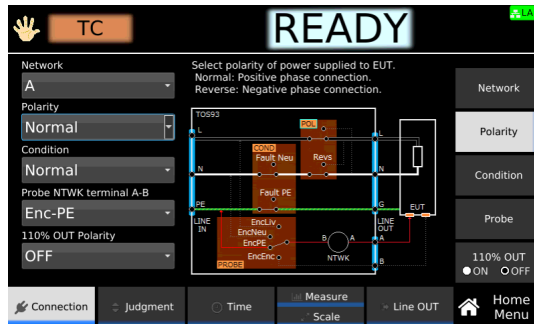 TC
READY
LA
Network
A
Polarity
Normal
Condition
Normal
Probe NTWK terminal A-B
Enc-PE
110% OUT Polarity
OFF
Select polarity of power supplied to EUT.
Normal: Positive phase connection.
Reverse: Negative phase connection.
TOS93
L
POL
L
COND
Fault Neu
Revs
N
N
Fault PE
PE
G
EUT
LINE IN
EncLiv
LINE OUT
EncNeu
EncPE
B
A
A
EncEnc
NTWK
B
PROBE
Network
Polarity
Condition
Probe
110% OUT
ON OFF
Connection
Judgment
Time
Measure
Scale
Line OUT
Home
Menu